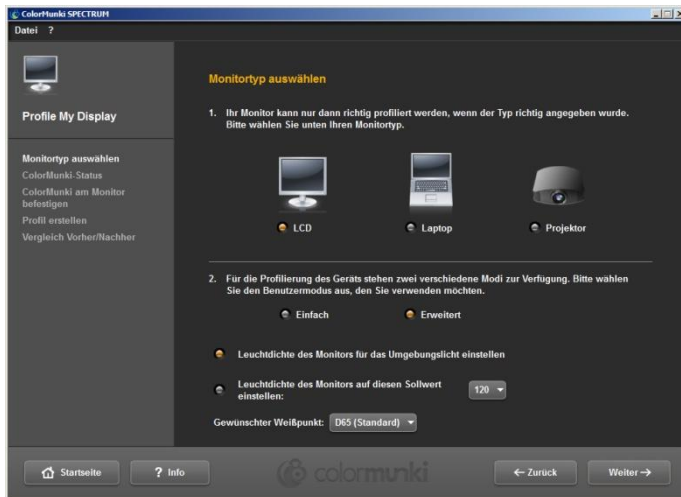 ColorMunki SPECTRUM
Datei ?
Profile My Display
Monitortyp auswählen
ColorMunki-Status
ColorMunki am Monitor
befestigen
Profil erstellen
Vergleich Vorher/Nachher
Monitortyp auswählen
1. Ihr Monitor kann nur dann richtig profiliert werden, wenn der Typ richtig angegeben wurde.
Bitte wählen Sie unten Ihren Monitortyp.
LCD
Laptop
Projektor
2. Für die Profilierung des Geräts stehen zwei verschiedene Modi zur Verfügung. Bitte wählen
Sie den Benutzermodus aus, den Sie verwenden möchten.
Einfach
Erweitert
Leuchtdichte des Monitors für das Umgebungslicht einstellen
Leuchtdichte des Monitors auf diesen Sollwert
einstellen:
120
Gewünschter Weißpunkt: D65 (Standard)
Startseite
? Info
colormunki
← Zurück
Weiter →